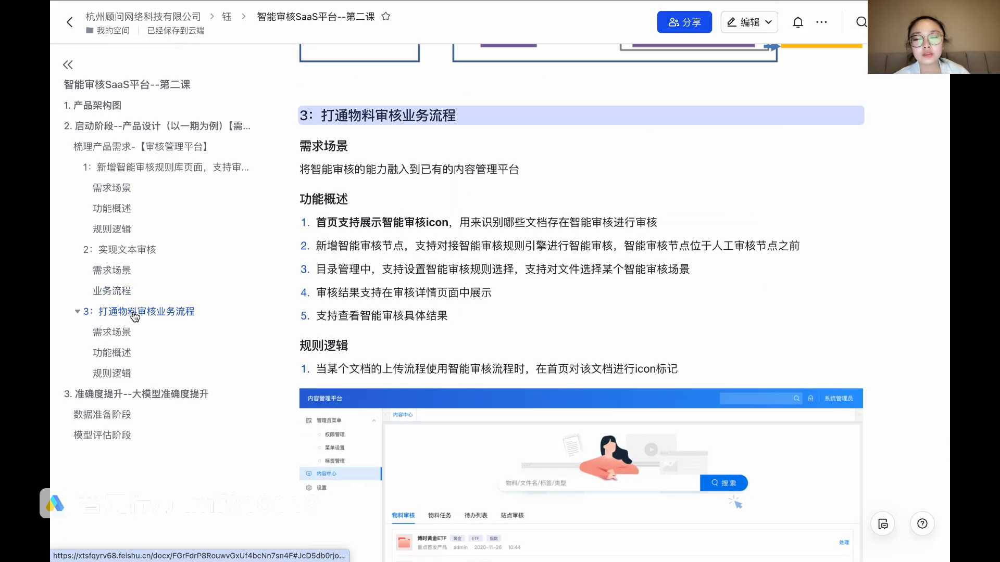 杭州顾问网络科技有限公司 > 钰 > 智能审核SaaS平台--第二课
我的空间 | 已经保存到云端
分享
编辑
智能审核SaaS平台--第二课
1. 产品架构图
2. 启动阶段--产品设计（以一期为例）【需...
梳理产品需求-【审核管理平台】
1：新增智能审核规则库页面，支持审...
需求场景
功能概述
规则逻辑
2：实现文本审核
需求场景
业务流程
3：打通物料审核业务流程
需求场景
功能概述
规则逻辑
3. 准确度提升--大模型准确度提升
数据准备阶段
模型评估阶段
3：打通物料审核业务流程
需求场景
将智能审核的能力融入到已有的内容管理平台
功能概述
1. 首页支持展示智能审核icon，用来识别哪些文档存在智能审核进行审核
2. 新增智能审核节点，支持对接智能审核规则引擎进行智能审核，智能审核节点位于人工审核节点之前
3. 目录管理中，支持设置智能审核规则选择，支持对文件选择某个智能审核场景
4. 审核结果支持在审核详情页面中展示
5. 支持查看智能审核具体结果
规则逻辑
1. 当某个文档的上传流程使用智能审核流程时，在首页对该文档进行icon标记
内容管理平台
系统管理员
管理员菜单
权限管理
菜单设置
标签管理
内容中心
设置
内容中心
物料/文件名/标签/类型
搜索
物料审核 物料任务 待办列表 站点审核
博时黄金ETF 黄金 ETF 指数
重点首发产品 admin 2020-11-26 10:44
处理
https://xtsfqyrv68.feishu.cn/docx/FGrFdrP8RouwvGxUf4bcNn7sn4F#JcD5db0rjo...